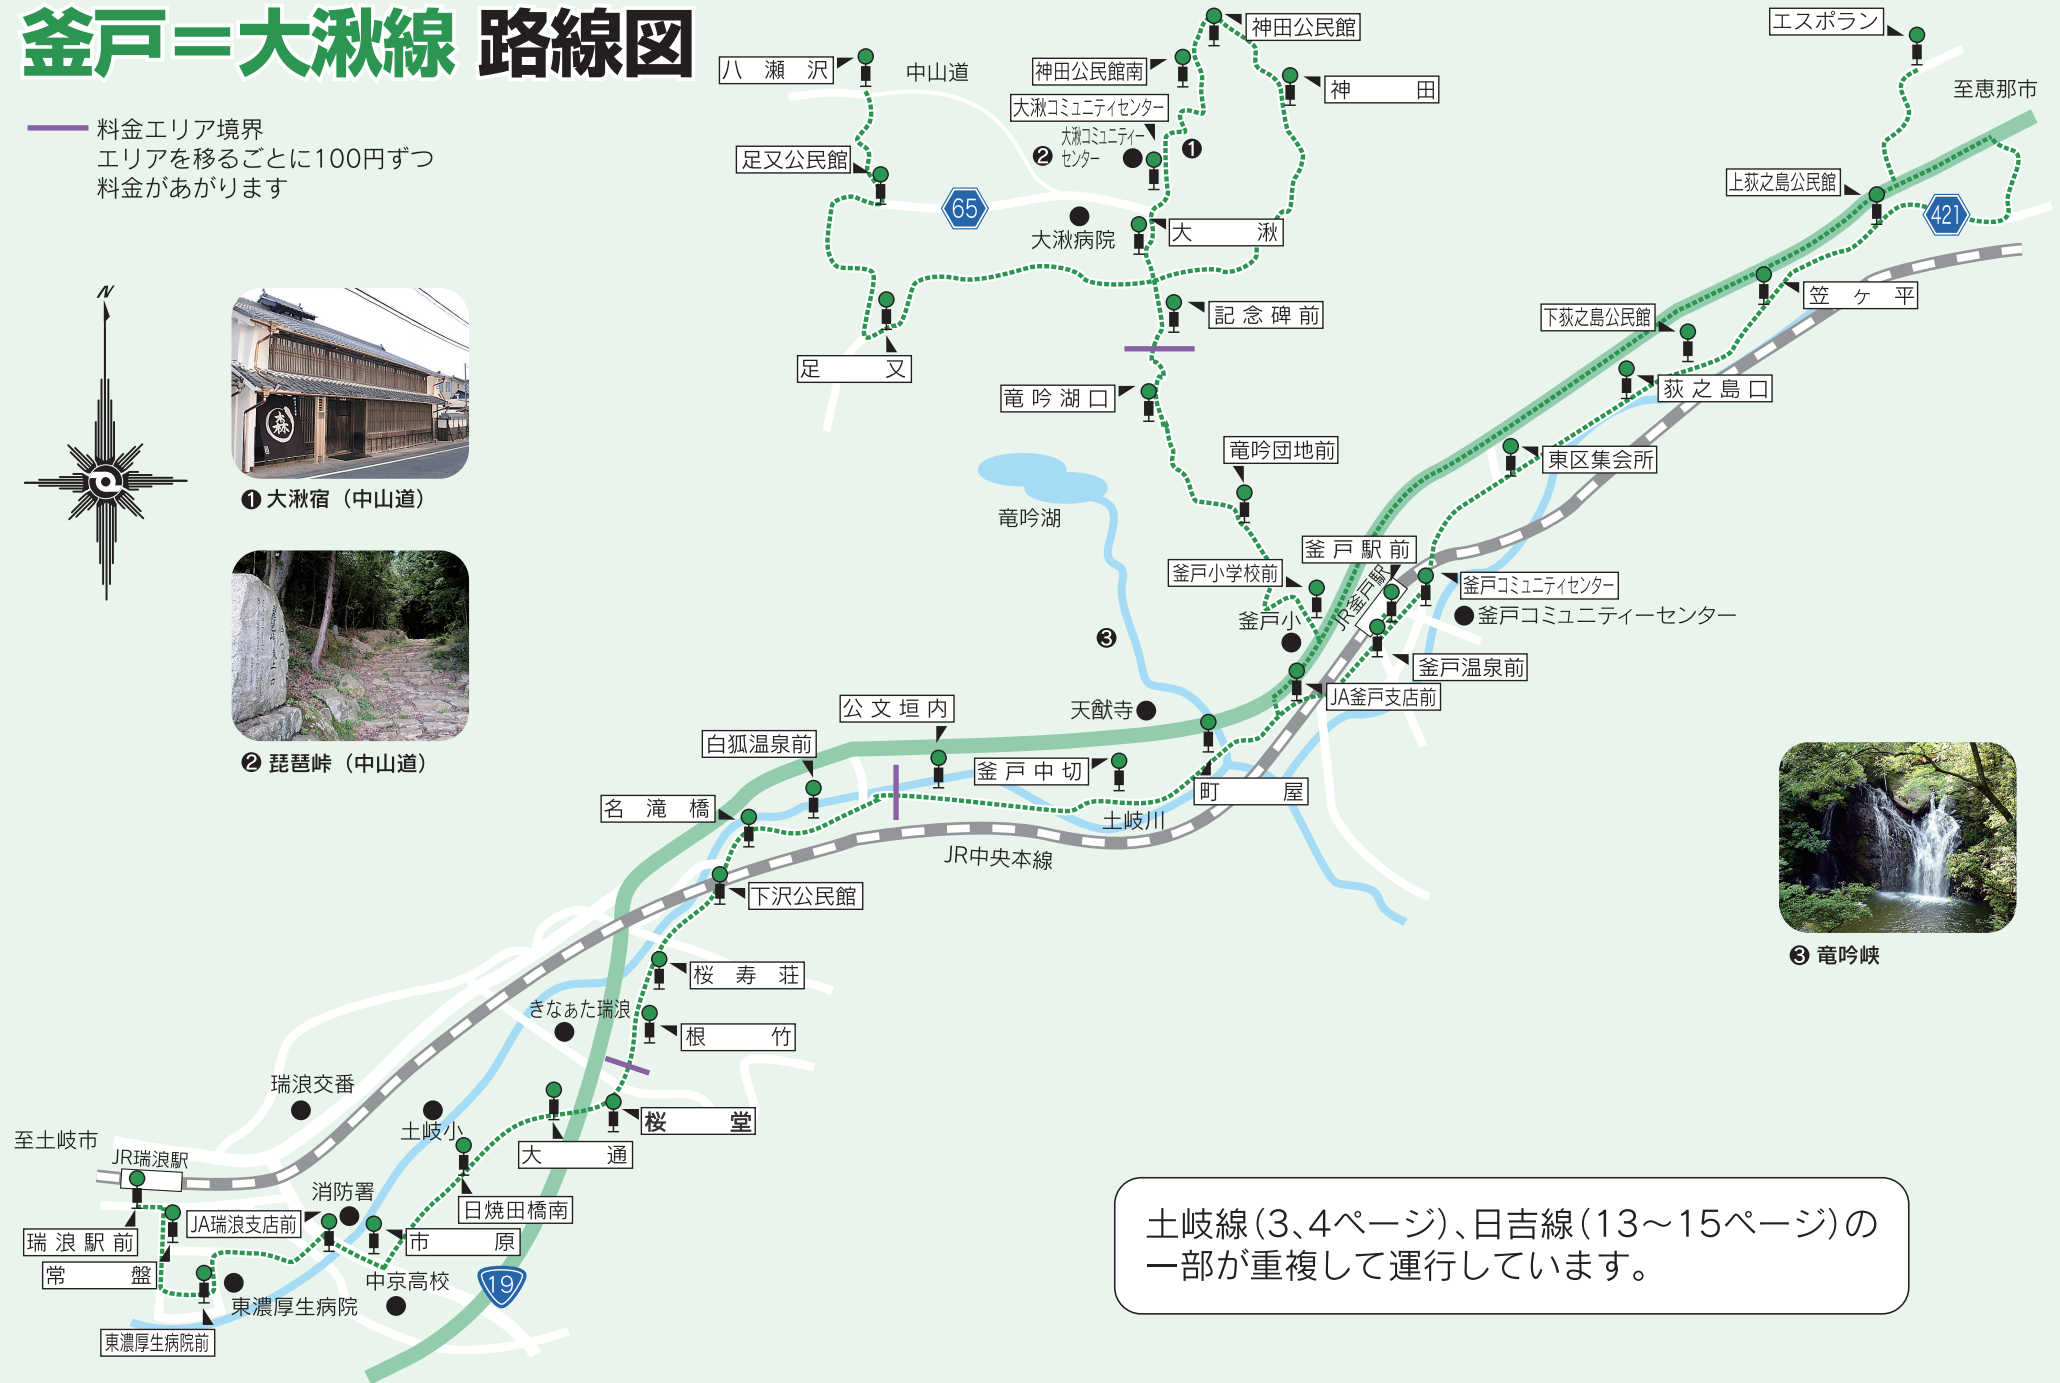 釜戸＝大湫線 路線図
料金エリア境界
エリアを移るごとに100円ずつ
料金があがります
八瀬沢
中山道
神田公民館
神田公民館南
神田
大湫コミュニティセンター
大湫コミュニティー
センター
❶
❷
足又公民館
65
大湫病院
大湫
エスポラン
至恵那市
上荻之島公民館
421
笠ヶ平
下荻之島公民館
荻之島口
東区集会所
記念碑前
足又
竜吟湖口
竜吟団地前
竜吟湖
N
森
❶ 大湫宿（中山道）
❷ 琵琶峠（中山道）
❸ 竜吟峡
釜戸駅前
釜戸小学校前
JR釜戸駅
釜戸コミュニティセンター
釜戸コミュニティーセンター
釜戸小
❸
釜戸温泉前
JA釜戸支店前
天猷寺
公文垣内
白狐温泉前
釜戸中切
町屋
土岐川
名滝橋
JR中央本線
下沢公民館
桜寿荘
きなぁた瑞浪
根竹
瑞浪交番
桜堂
大通
土岐小
至土岐市
JR瑞浪駅
消防署
日焼田橋南
JA瑞浪支店前
市原
瑞浪駅前
常盤
中京高校
19
東濃厚生病院
東濃厚生病院前
土岐線（3､4ページ）､日吉線（13～15ページ）の
一部が重複して運行しています。